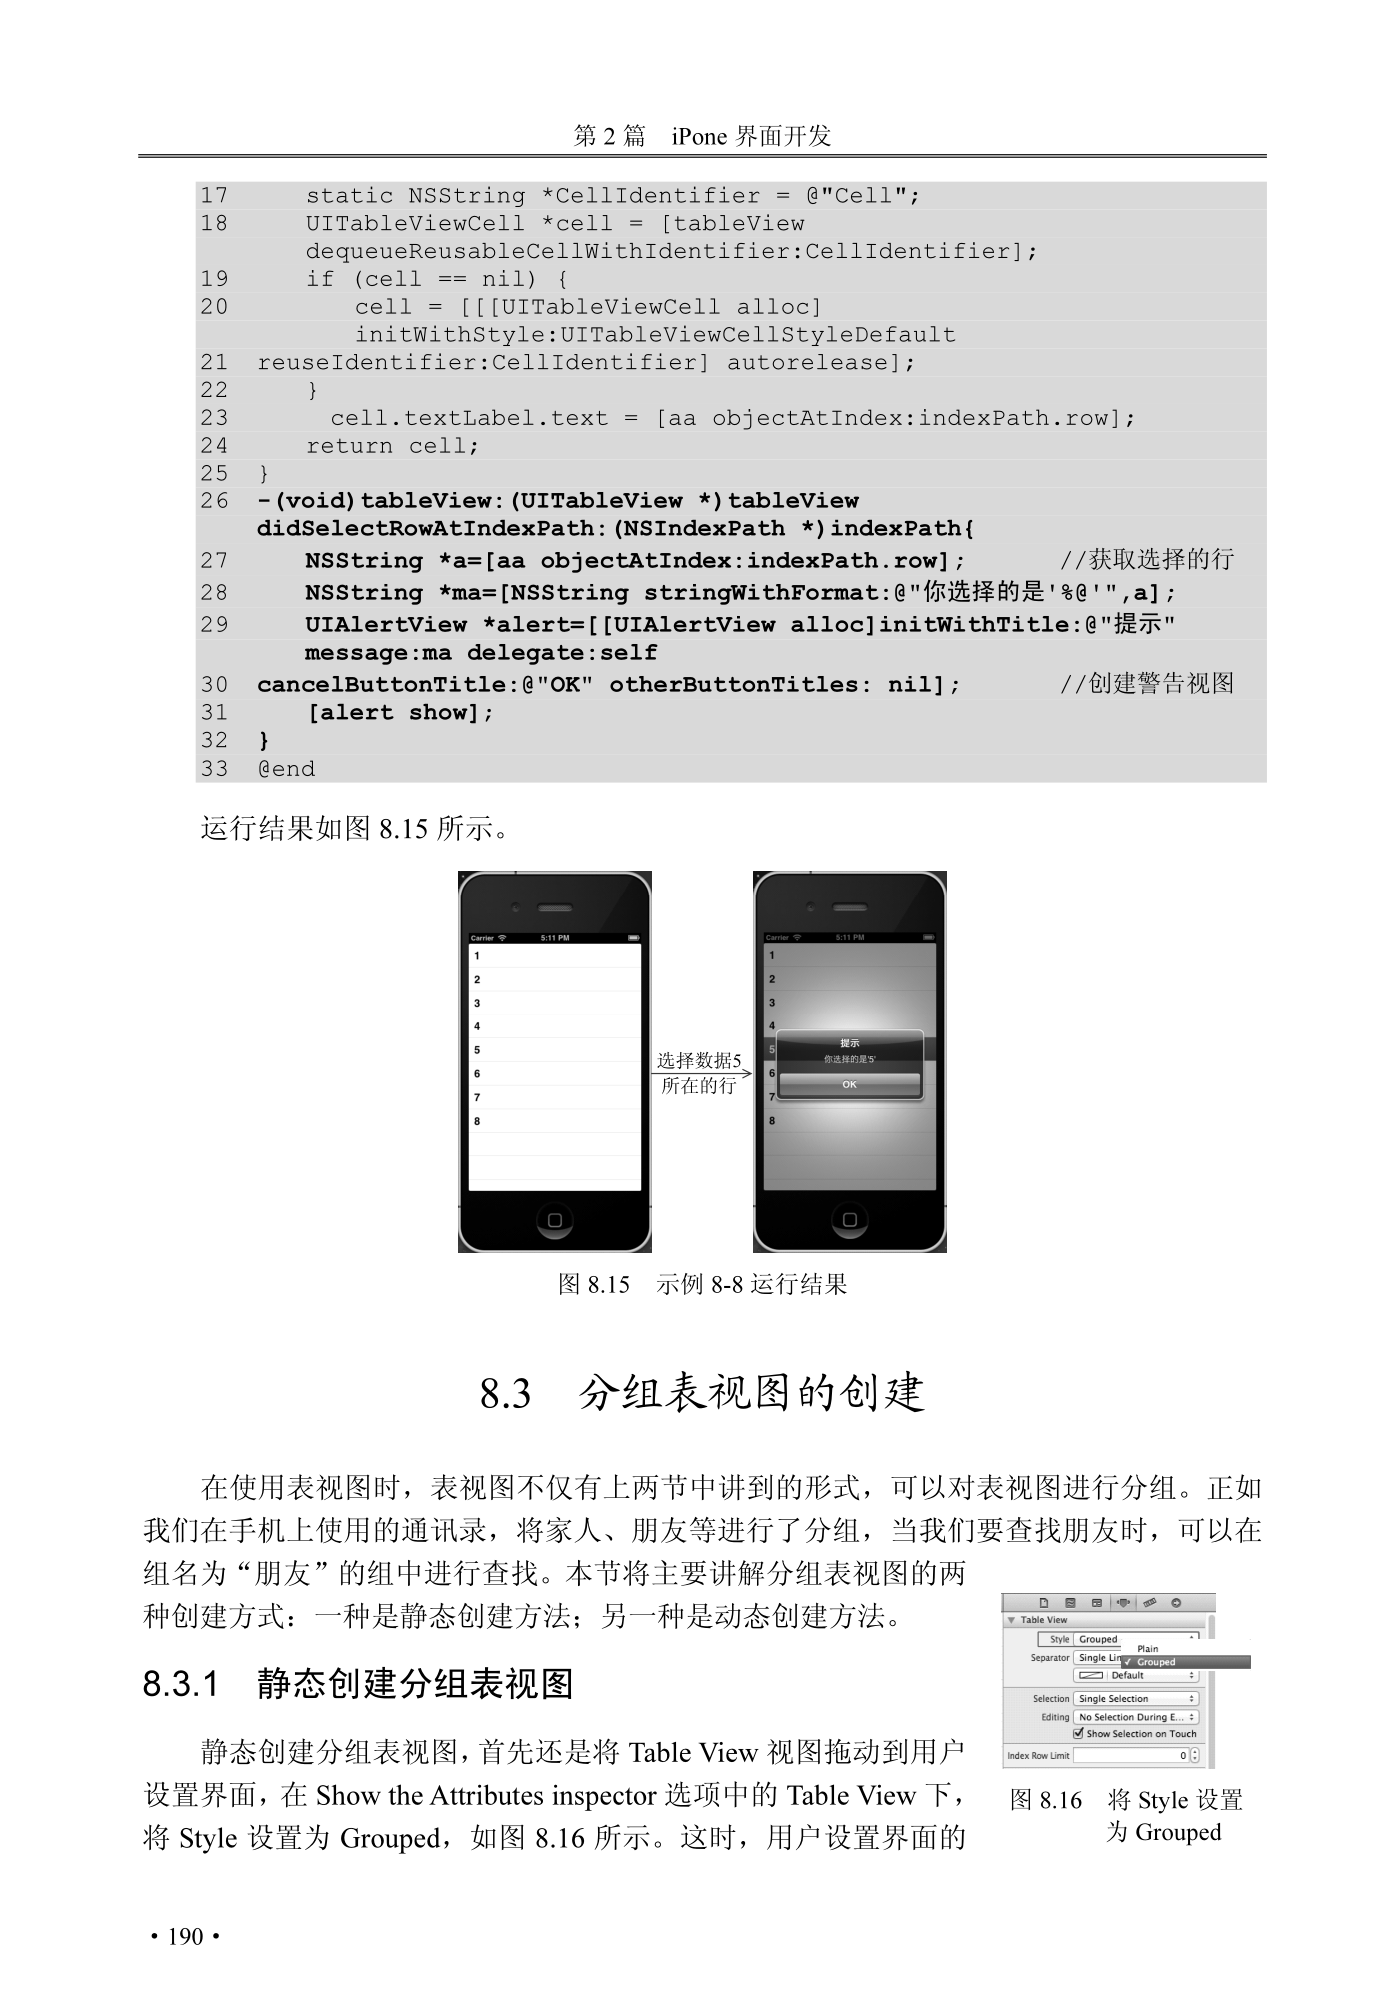 第 2 篇　iPone 界面开发
17　　static NSString *CellIdentifier = @"Cell";
18　　UITableViewCell *cell = [tableView
dequeueReusableCellWithIdentifier:CellIdentifier];
19　　if (cell == nil) {
20　　　cell = [[[UITableViewCell alloc]
initWithStyle:UITableViewCellStyleDefault
21　reuseIdentifier:CellIdentifier] autorelease];
22　　}
23　　 cell.textLabel.text = [aa objectAtIndex:indexPath.row];
24　　return cell;
25　}
26　-(void)tableView:(UITableView *)tableView
didSelectRowAtIndexPath:(NSIndexPath *)indexPath{
27　　NSString *a=[aa objectAtIndex:indexPath.row];　　//获取选择的行
28　　NSString *ma=[NSString stringWithFormat:@"你选择的是'%@'",a];
29　　UIAlertView *alert=[[UIAlertView alloc]initWithTitle:@"提示"
message:ma delegate:self
30　cancelButtonTitle:@"OK" otherButtonTitles: nil];　　//创建警告视图
31　　[alert show];
32　}
33　@end
运行结果如图 8.15 所示。
Carrier 5:11 PM
1
2
3
4
5
6
7
8
选择数据5
所在的行
Carrier 5:11 PM
1
2
3
4
5
6
7
8
提示
你选择的是'5'
OK
图 8.15　示例 8-8 运行结果
8.3　分组表视图的创建
在使用表视图时，表视图不仅有上两节中讲到的形式，可以对表视图进行分组。正如
我们在手机上使用的通讯录，将家人、朋友等进行了分组，当我们要查找朋友时，可以在
组名为“朋友”的组中进行查找。本节将主要讲解分组表视图的两
种创建方式：一种是静态创建方法；另一种是动态创建方法。
8.3.1　静态创建分组表视图
静态创建分组表视图，首先还是将 Table View 视图拖动到用户
设置界面，在 Show the Attributes inspector 选项中的 Table View 下，
将 Style 设置为 Grouped，如图 8.16 所示。这时，用户设置界面的
Table View
Style Grouped
Plain
Separator Single Lin
✓ Grouped
Default
Selection Single Selection
Editing No Selection During E...
Show Selection on Touch
Index Row Limit 0
图 8.16　将 Style 设置
为 Grouped
• 190 •